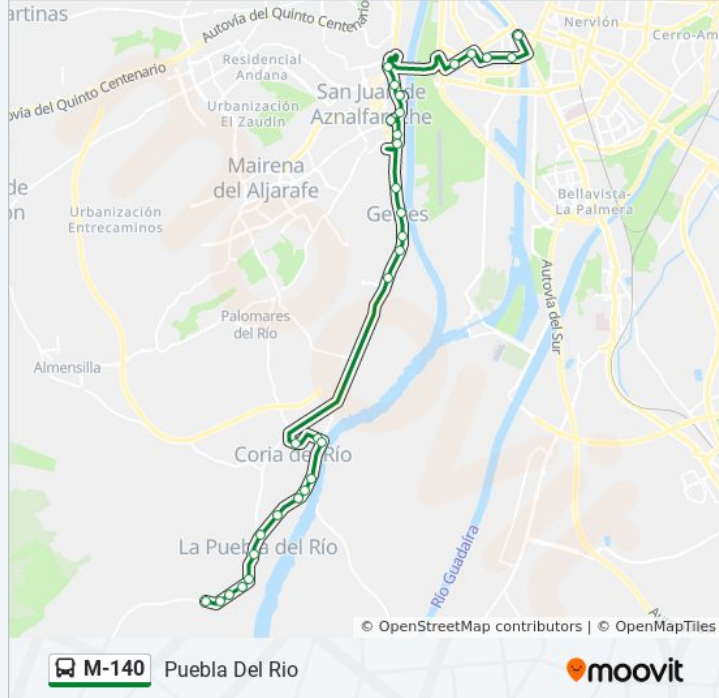 artinas
Autovía del Quinto Centenario
Nervión
Cerro-Am
Residencial
Andana
ovía del Quinto Centenario
San Juan de
Aznalfarache
Urbanización
El Zaudín
Mairena
del Aljarafe
de
ón
Bellavista-
La Palmera
Urbanización
Entrecaminos
Gelves
Autovía del Sur
Palomares
del Río
Almensilla
Coria del Río
La Puebla del Río
Río Guadaíra
© OpenStreetMap contributors | © OpenMapTiles
M-140 Puebla Del Rio
moovit